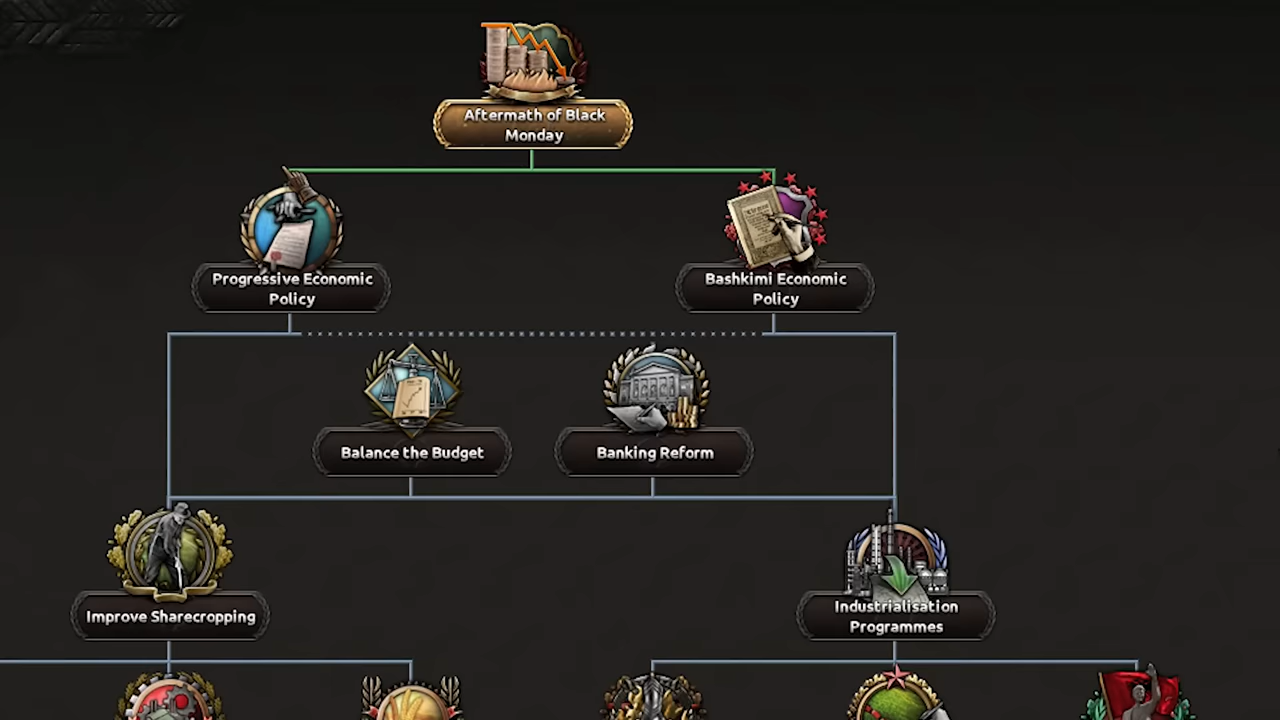 Aftermath of Black
Monday
Progressive Economic
Policy
Bashkimi Economic
Policy
Balance the Budget
Banking Reform
Improve Sharecropping
Industrialisation
Programmes